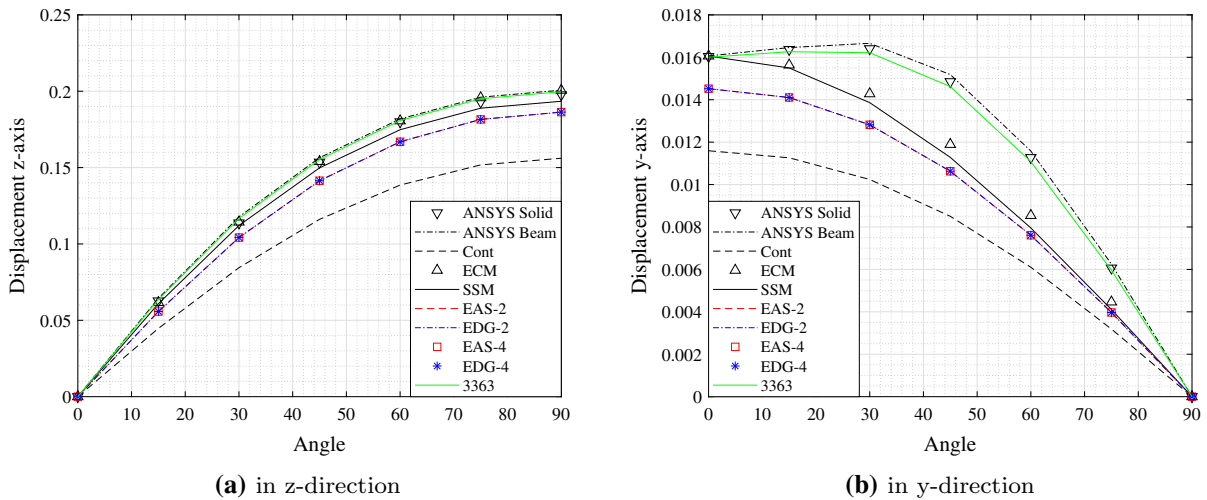 0.25
0.2
0.15
0.1
0.05
0
0 10 20 30 40 50 60 70 80 90
Displacement z-axis
Angle
ANSYS Solid
ANSYS Beam
Cont
ECM
SSM
EAS-2
EDG-2
EAS-4
EDG-4
3363
(a) in z-direction
0.018
0.016
0.014
0.012
0.01
0.008
0.006
0.004
0.002
0
0 10 20 30 40 50 60 70 80 90
Displacement y-axis
Angle
ANSYS Solid
ANSYS Beam
Cont
ECM
SSM
EAS-2
EDG-2
EAS-4
EDG-4
3363
(b) in y-direction